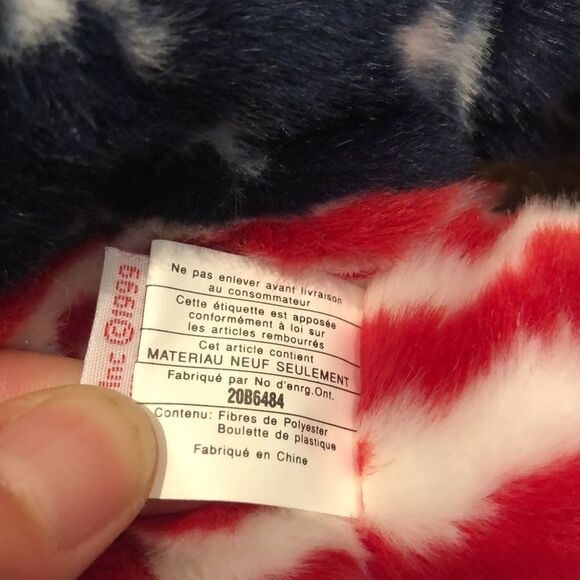 Ne pas enlever avant livraison
au consommateur
Cette étiquette est apposée
conformément à loi sur
les articles rembourrés
Cet article contient
MATERIAU NEUF SEULEMENT
Fabriqué par No d'enrg.Ont.
20B6484
Contenu: Fibres de Polyester
Boulette de plastique
Fabriqué en Chine
inc ©1999